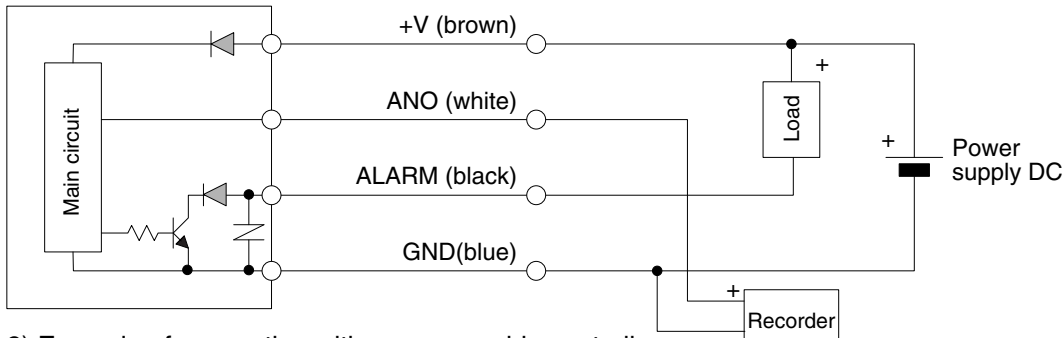 +V (brown)
+
ANO (white)
Main circuit
Load
+
Power
supply DC
ALARM (black)
GND(blue)
+
Recorder